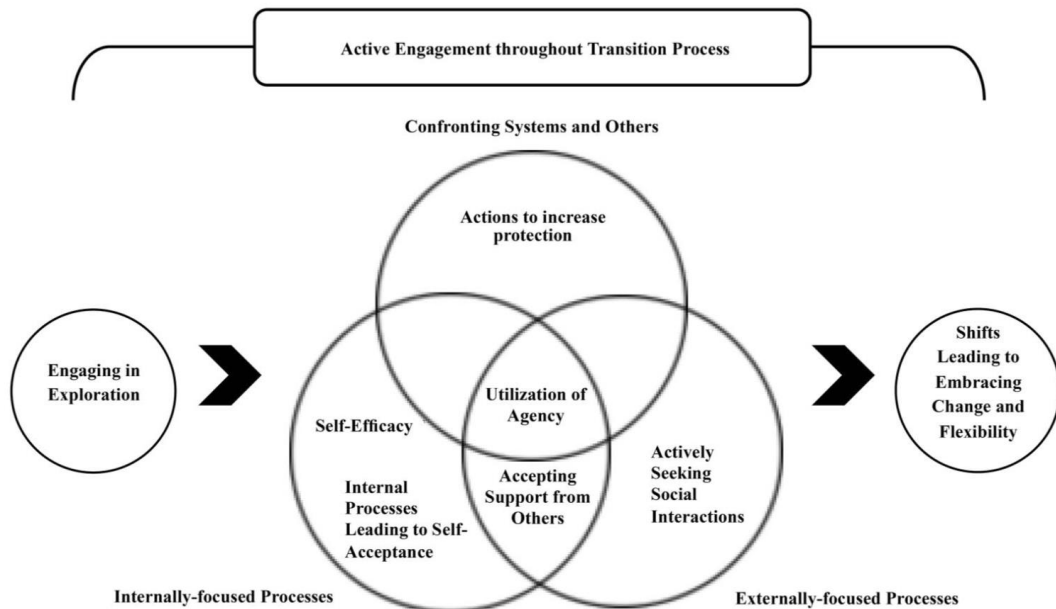 Active Engagement throughout Transition Process
Confronting Systems and Others
Actions to increase
protection
Engaging in
Exploration
Utilization of
Agency
Self-Efficacy
Internal
Processes
Leading to Self-
Acceptance
Accepting
Support from
Others
Actively
Seeking
Social
Interactions
Shifts
Leading to
Embracing
Change and
Flexibility
Internally-focused Processes
Externally-focused Processes